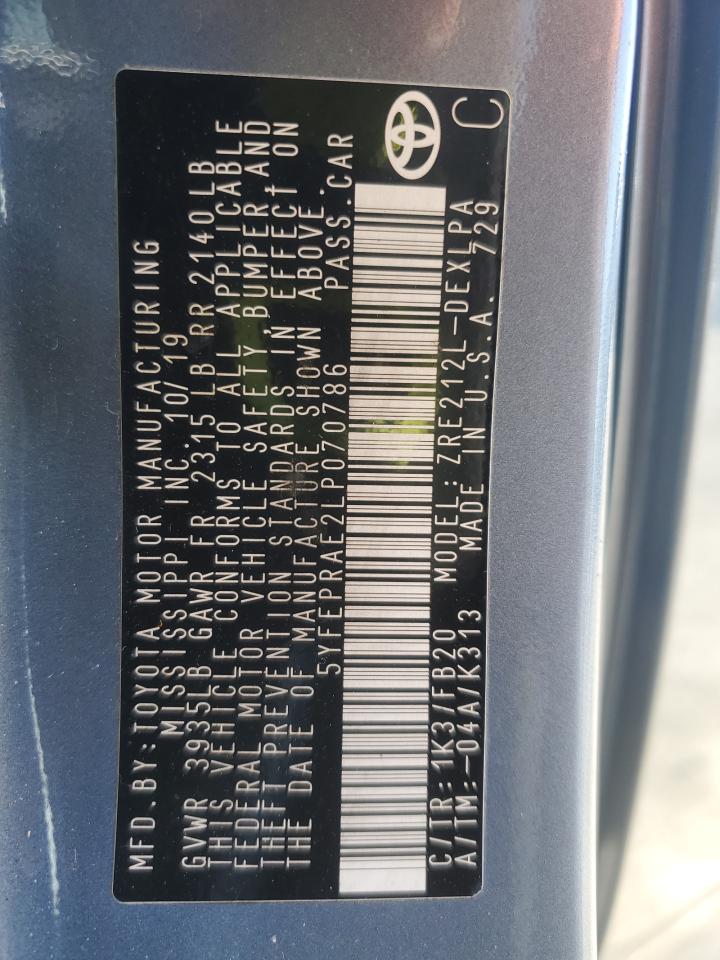 MFD.BY:TOYOTA MOTOR MANUFACTURING
MISSISSIPPI INC.10/19
GVWR 3935LB GAWR FR 2315 LB RR 2140LB
THIS VEHICLE CONFORMS TO ALL APPLICABLE
FEDERAL MOTOR VEHICLE SAFETY,BUMPER,AND
THEFT PREVENTION STANDARDS IN EFFECT ON
THE DATE OF MANUFACTURE SHOWN ABOVE.
5YFEPRAE2LP070786 PASS.CAR
C/TR:1K3/FB20 MODEL:ZRE212L-DEXLPA
A/TM:-04A/K313 MADE IN U.S.A. 729
C